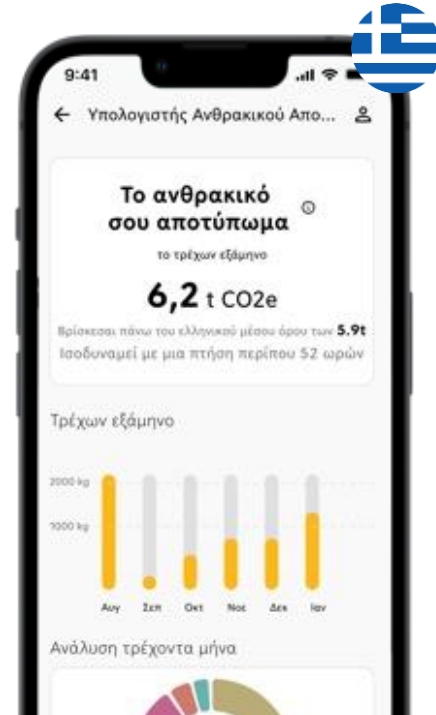 9:41
Υπολογιστής Ανθρακικού Απο...
Το ανθρακικό
σου αποτύπωμα
το τρέχων εξάμηνο
6,2 t CO2e
Βρίσκεσαι πάνω του ελληνικού μέσου όρου των 5.9t
Ισοδυναμεί με μια πτήση περίπου 52 ωρών
Τρέχων εξάμηνο
2000 kg
1000 kg
Αυγ Σεπ Οκτ Νοε Δεκ Ιαν
Ανάλυση τρέχοντα μήνα